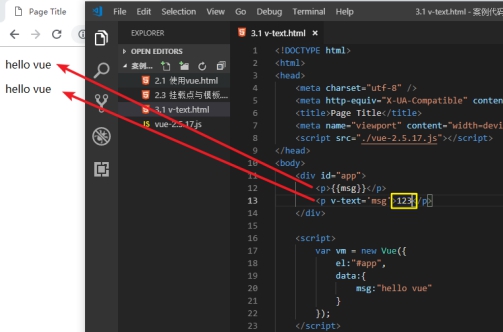 Page Title
hello vue
hello vue
File Edit Selection View Go Debug Terminal Help 3.1 v-text.html - 案例代码
EXPLORER
OPEN EDITORS
案例...
2.1 使用vue.html
2.3 挂载点与模板...
3.1 v-text.html
JS vue-2.5.17.js
3.1 v-text.html ×
1 <!DOCTYPE html>
2 <html>
3 <head>
4 <meta charset="utf-8" />
5 <meta http-equiv="X-UA-Compatible" conten
6 <title>Page Title</title>
7 <meta name="viewport" content="width=devi
8 <script src="./vue-2.5.17.js"></script>
9 </head>
10 <body>
11 <div id="app">
12 <p>{{msg}}</p>
13 <p v-text="msg">123</p>
14 </div>
15
16 <script>
17 var vm = new Vue({
18 el:"#app",
19 data:{
20 msg:"hello vue"
21 }
22 });
23 </script>